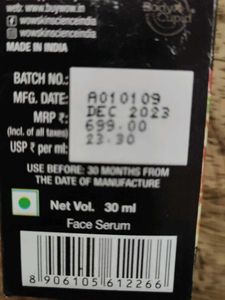 web: www.buywow.in
wowskinscienceindia
wowskinscienceindia
Body Cupid
MADE IN INDIA
BATCH NO.: A010109
MFG. DATE: DEC 2023
MRP ₹: 699.00
(Incl. of all taxes)
USP ₹ per ml: 23.30
USE BEFORE: 30 MONTHS FROM
THE DATE OF MANUFACTURE
Net Vol. 30 ml
Face Serum
8 906105 612266